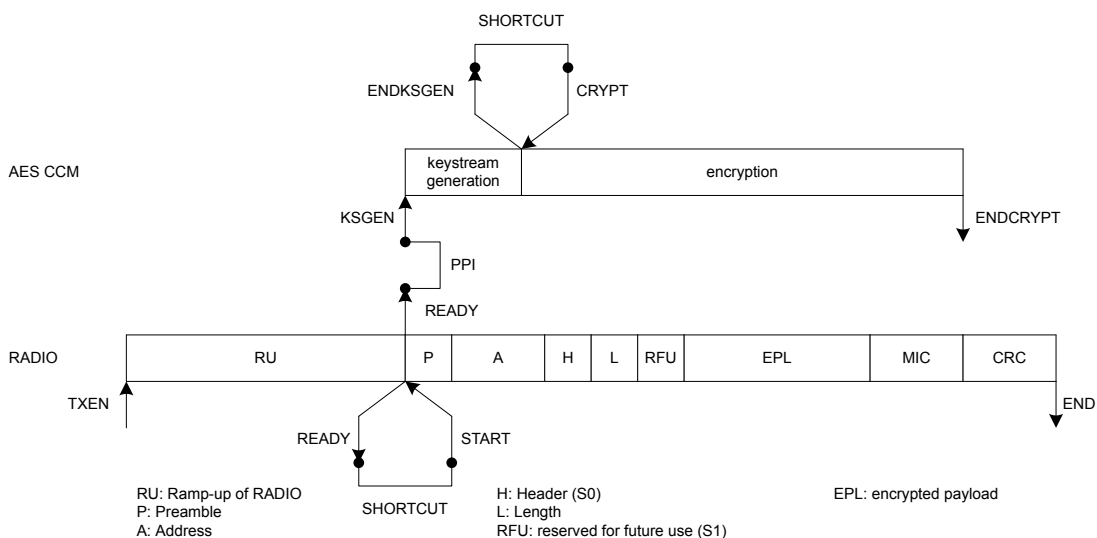 SHORTCUT
ENDKSGEN CRYPT
AES CCM
keystream
generation
encryption
KSGEN ENDCRYPT
PPI
READY
RADIO RU P A H L RFU EPL MIC CRC
TXEN END
READY START
SHORTCUT
RU: Ramp-up of RADIO
P: Preamble
A: Address
H: Header (S0)
L: Length
RFU: reserved for future use (S1)
EPL: encrypted payload